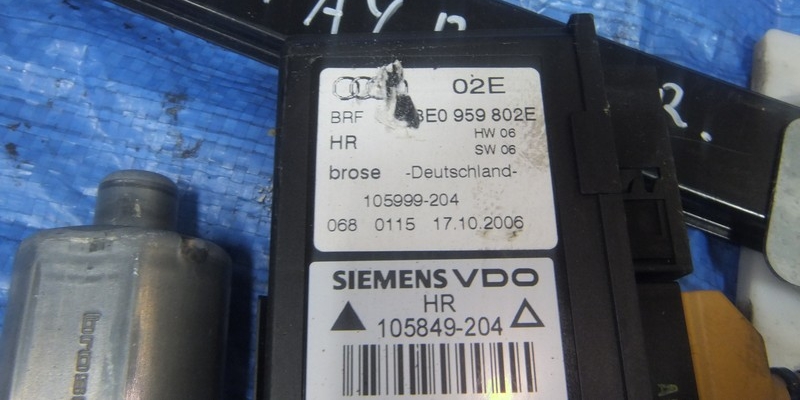 02E
BRF 8E0 959 802E
HR HW 06
SW 06
brose -Deutschland-
105999-204
068 0115 17.10.2006
SIEMENS VDO
HR
105849-204
brose
R.